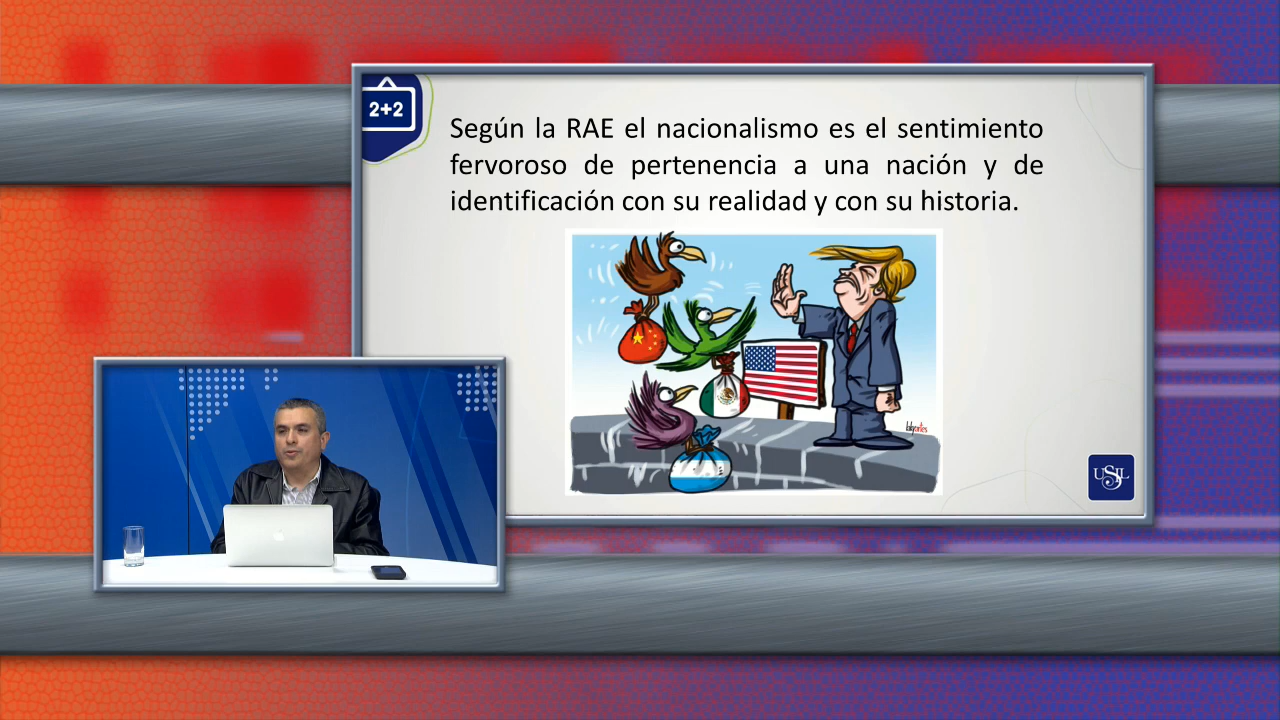 2+2
Según la RAE el nacionalismo es el sentimiento
fervoroso de pertenencia a una nación y de
identificación con su realidad y con su historia.
USIL